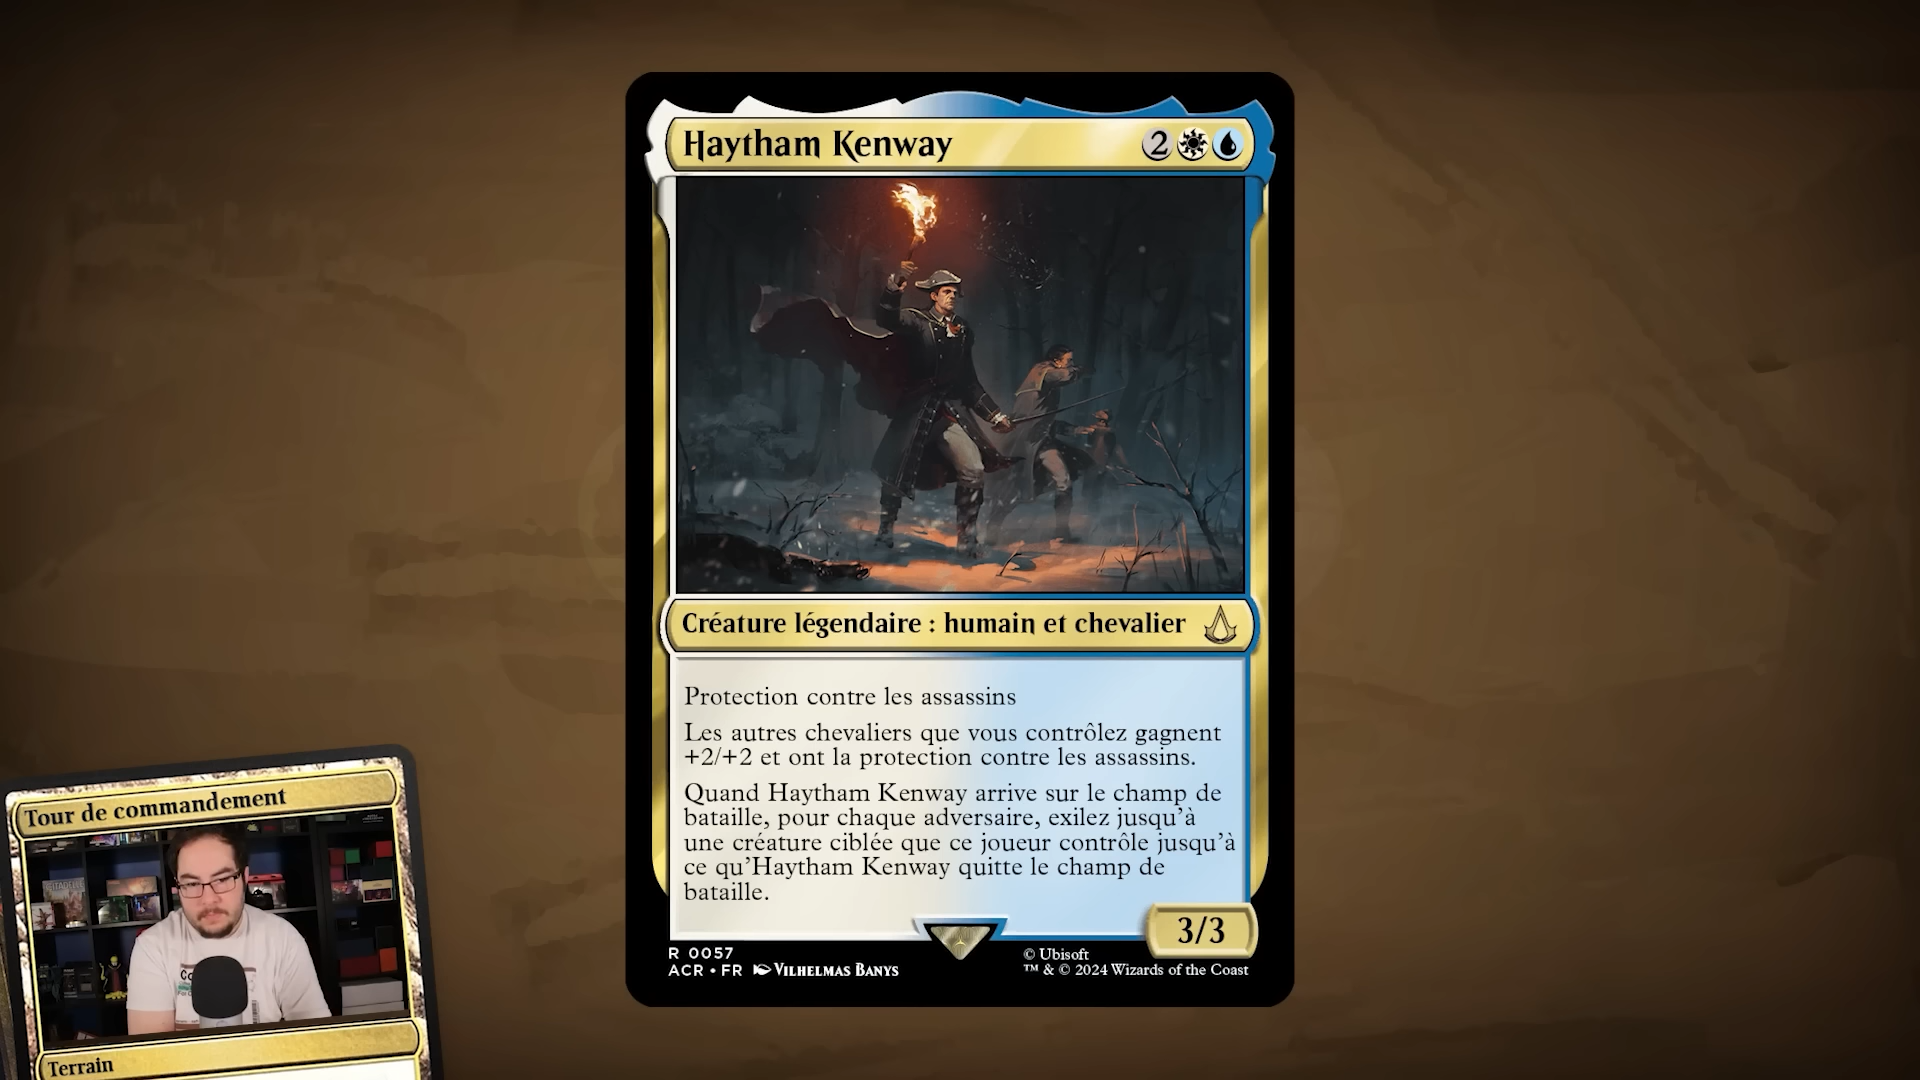 Haytham Kenway
2
Créature légendaire : humain et chevalier
Protection contre les assassins
Les autres chevaliers que vous contrôlez gagnent
+2/+2 et ont la protection contre les assassins.
Quand Haytham Kenway arrive sur le champ de
bataille, pour chaque adversaire, exilez jusqu'à
une créature ciblée que ce joueur contrôle jusqu'à
ce qu'Haytham Kenway quitte le champ de
bataille.
3/3
R 0057
ACR • FR VILHELMAS BANYS
© Ubisoft
™ & © 2024 Wizards of the Coast
Tour de commandement
CITADELLES
Terrain